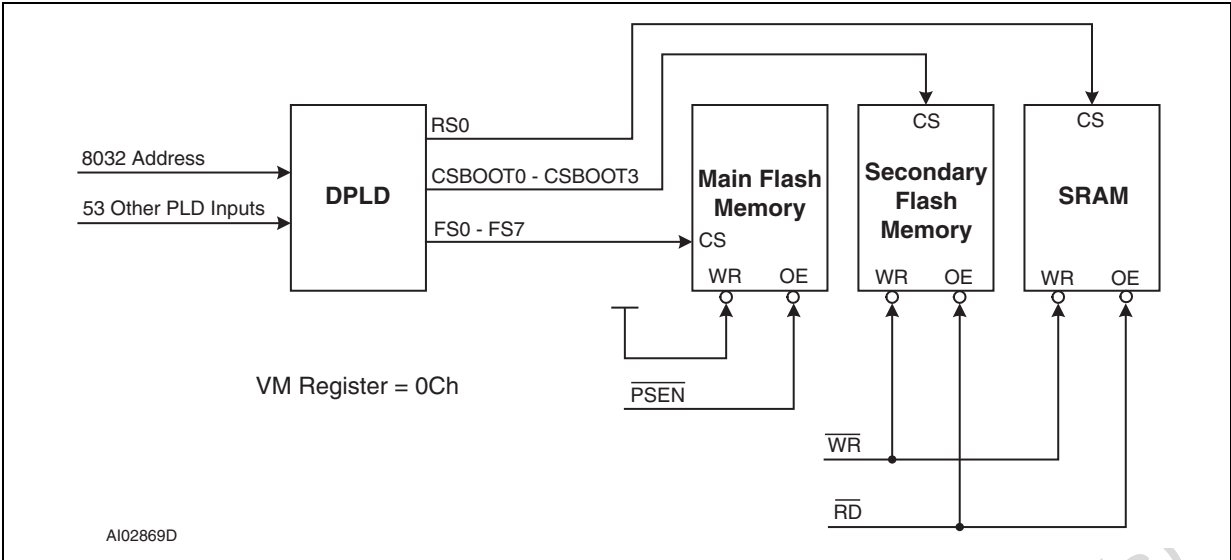 RS0
8032 Address
53 Other PLD Inputs
DPLD
CSBOOT0 - CSBOOT3
FS0 - FS7
Main Flash
Memory
CS
WR OE
CS
Secondary
Flash
Memory
WR OE
CS
SRAM
WR OE
VM Register = 0Ch
PSEN
WR
RD
AI02869D